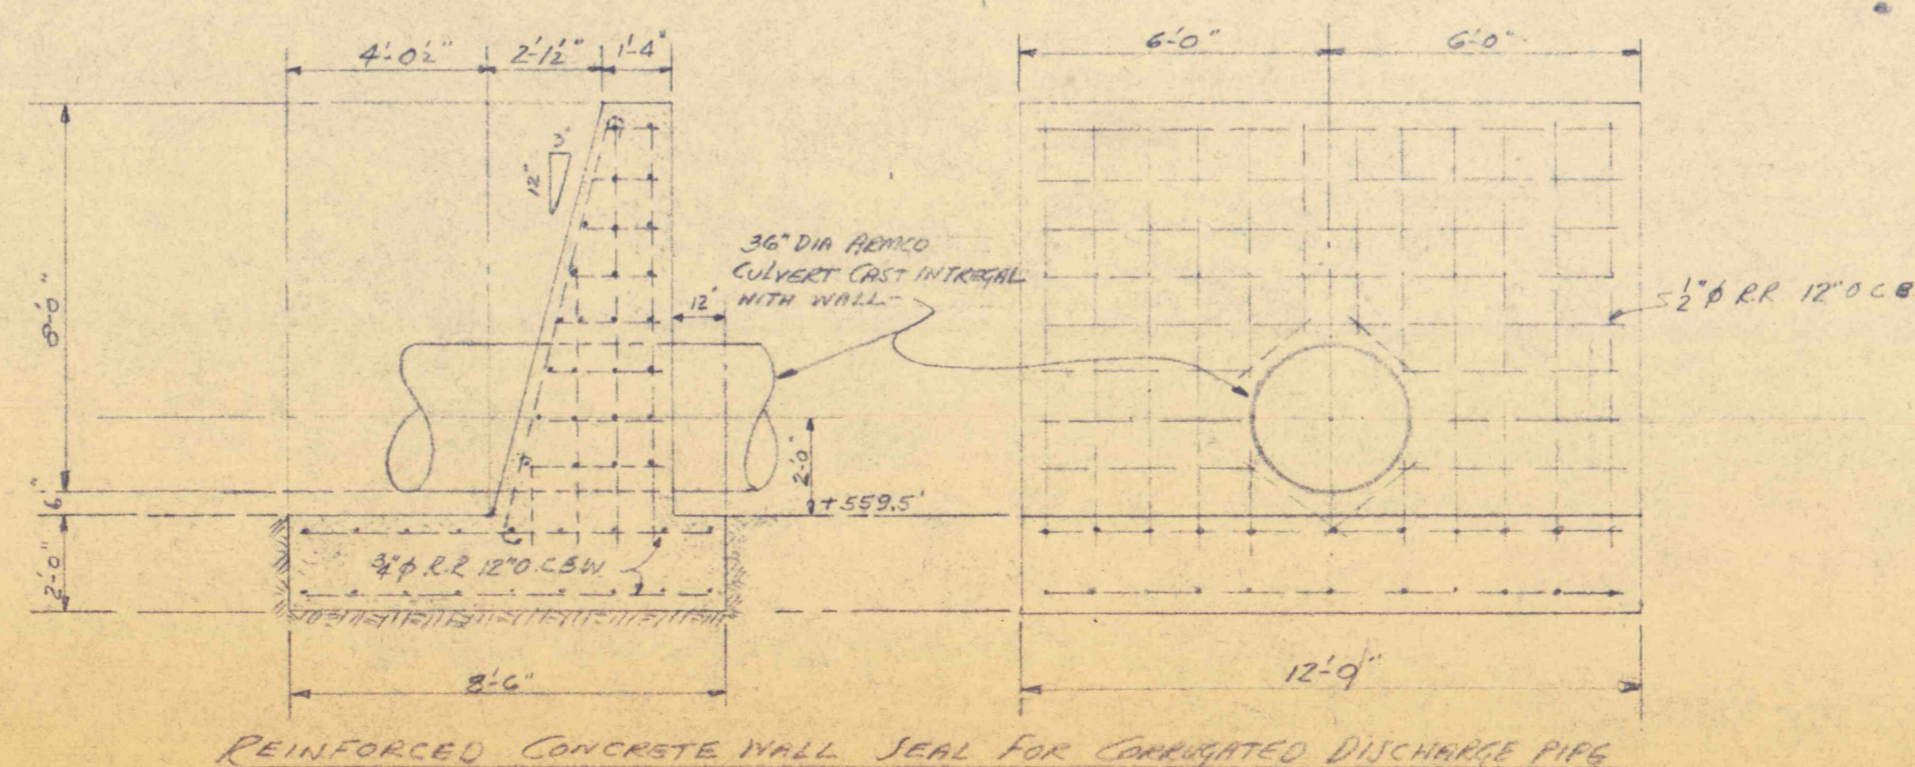 4'-0½" 2'-1½" 1'-4" 6'-0" 6'-0"
3"
12"
36" DIA ARMCO
CULVERT CAST INTREGAL
WITH WALL
12"
½" φ R.R 12" O C B
8'-0"
2'-0"
6"
+559.5'
¾" φ R.R 12" O.C.B.W.
2'-0"
8'-6"
12'-0"
REINFORCED CONCRETE WALL SEAL FOR CORRUGATED DISCHARGE PIPE